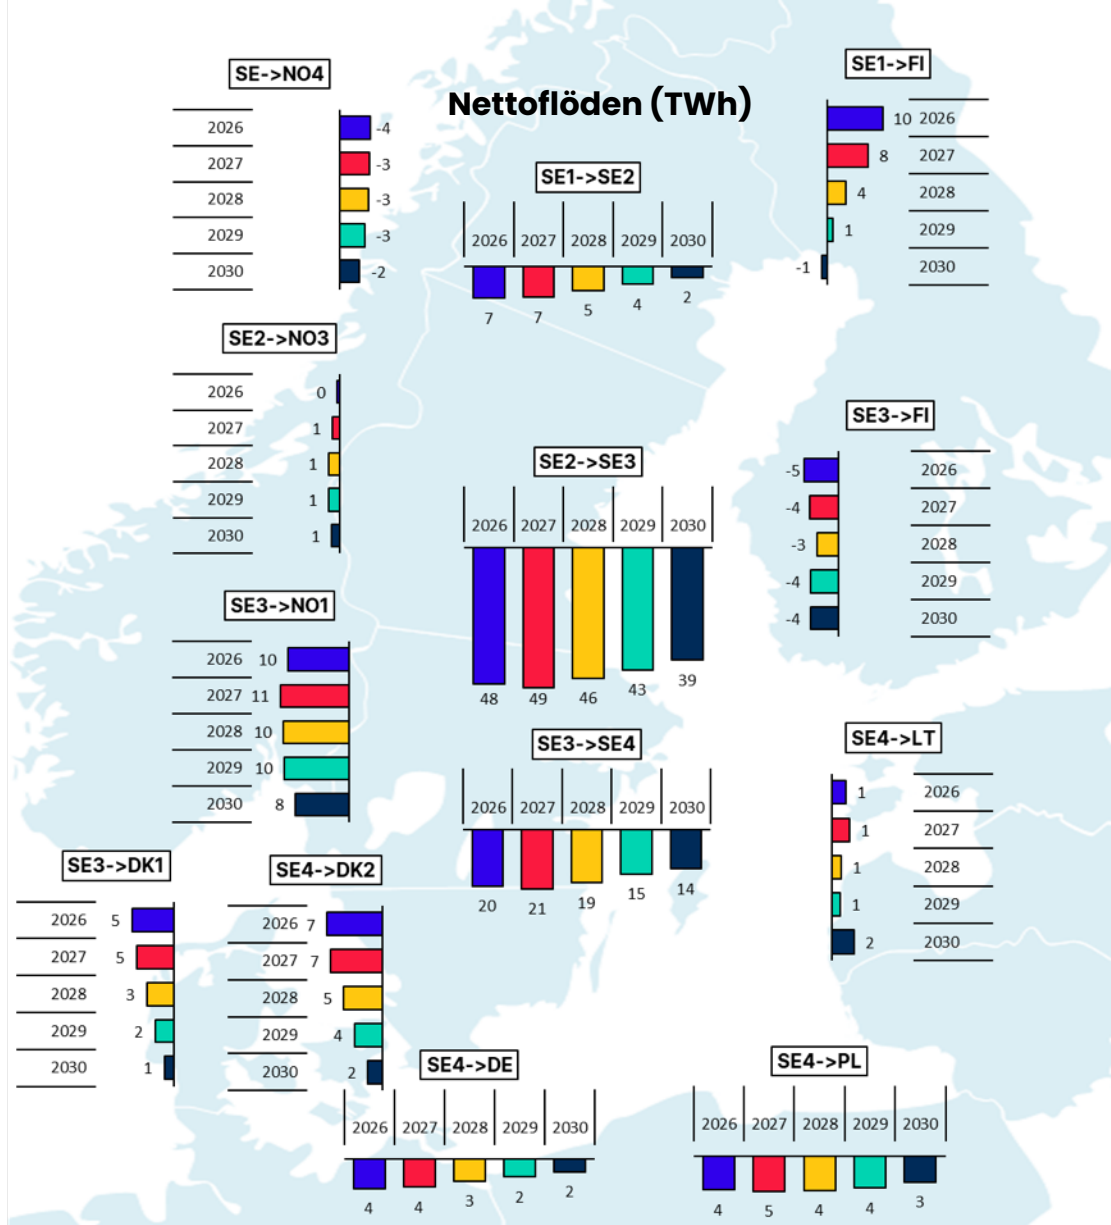 Nettoflöden (TWh)
SE->NO4
2026 -4
2027 -3
2028 -3
2029 -3
2030 -2
SE1->SE2
2026 2027 2028 2029 2030
7 7 5 4 2
SE1->FI
10 2026
8 2027
4 2028
1 2029
-1 2030
SE2->NO3
2026 0
2027 1
2028 1
2029 1
2030 1
SE2->SE3
2026 2027 2028 2029 2030
48 49 46 43 39
SE3->FI
-5 2026
-4 2027
-3 2028
-4 2029
-4 2030
SE3->NO1
2026 10
2027 11
2028 10
2029 10
2030 8
SE3->SE4
2026 2027 2028 2029 2030
20 21 19 15 14
SE4->LT
1 2026
1 2027
1 2028
1 2029
2 2030
SE3->DK1
2026 5
2027 5
2028 3
2029 2
2030 1
SE4->DK2
2026 7
2027 7
2028 5
2029 4
2030 2
SE4->DE
2026 2027 2028 2029 2030
4 4 3 2 2
SE4->PL
2026 2027 2028 2029 2030
4 5 4 4 3